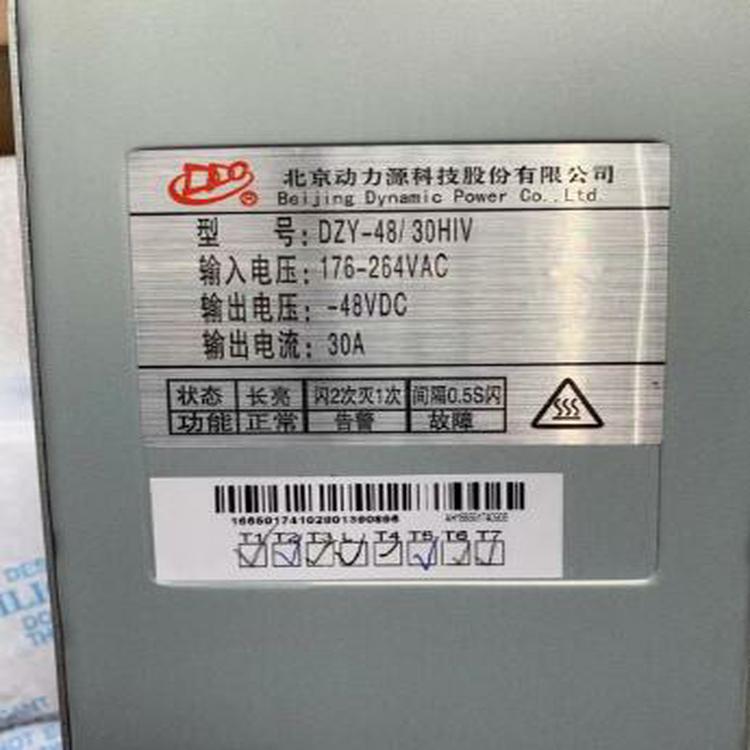 DDO ®
北京动力源科技股份有限公司
Beijing Dynamic Power Co.,Ltd.
型 号: DZY-48/30HIV
输入电压: 176-264VAC
输出电压: -48VDC
输出电流: 30A
状态 长亮 闪2次灭1次 间隔0.5S闪
功能 正常 告警 故障
T1 T2 T3 L T4 T5 T6 T7